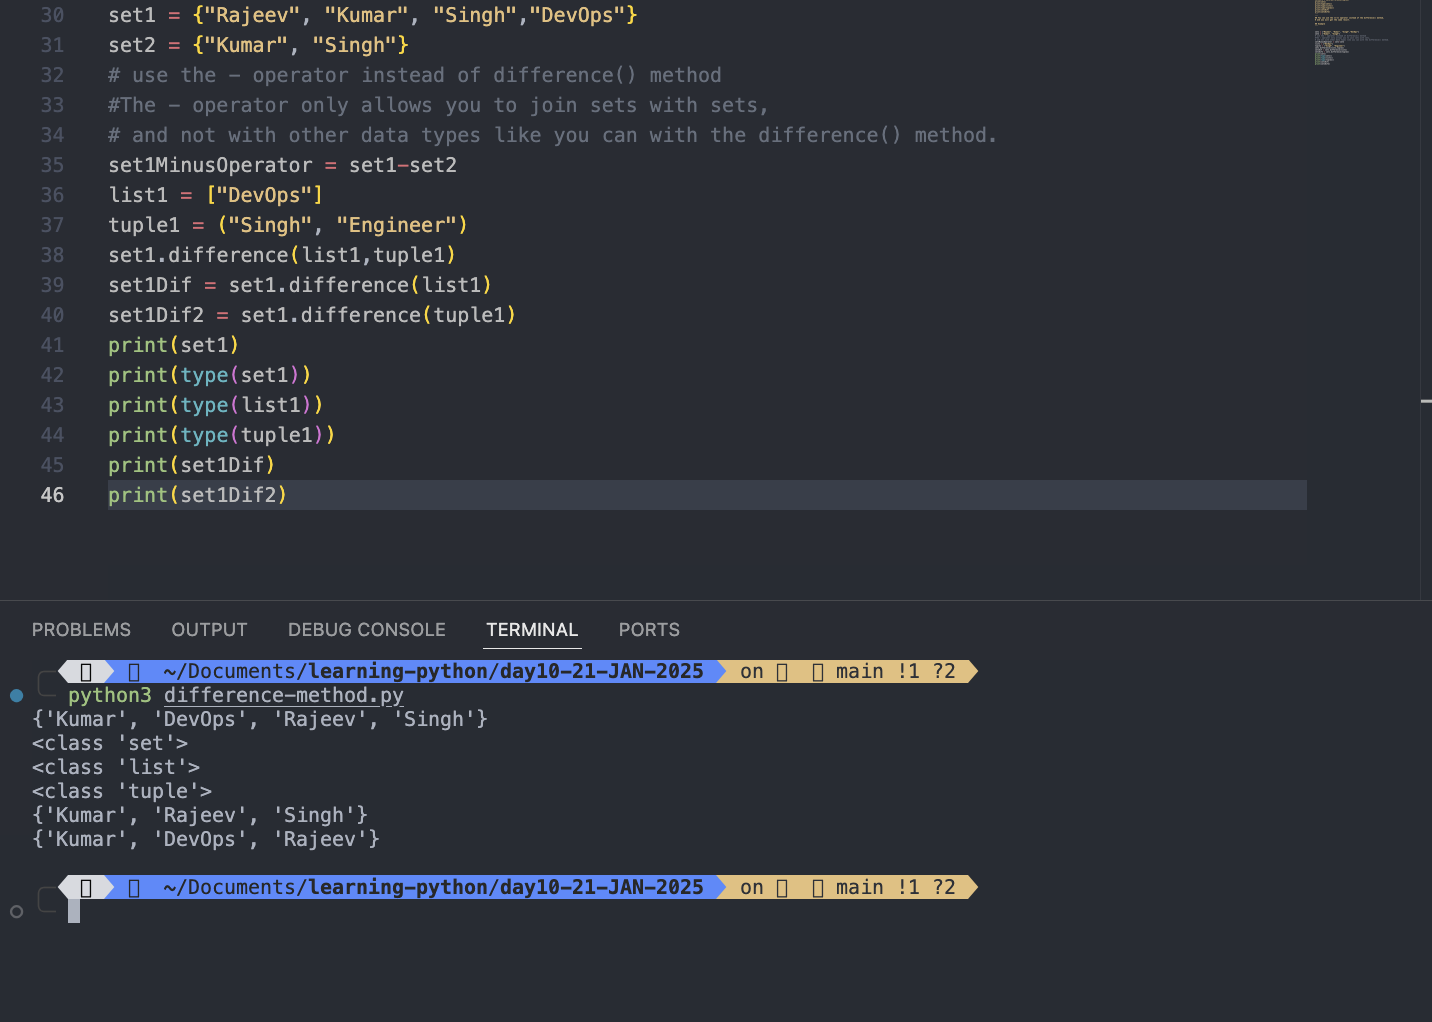 30 set1 = {"Rajeev", "Kumar", "Singh","DevOps"}
31 set2 = {"Kumar", "Singh"}
32 # use the - operator instead of difference() method
33 #The - operator only allows you to join sets with sets,
34 # and not with other data types like you can with the difference() method.
35 set1MinusOperator = set1-set2
36 list1 = ["DevOps"]
37 tuple1 = ("Singh", "Engineer")
38 set1.difference(list1,tuple1)
39 set1Dif = set1.difference(list1)
40 set1Dif2 = set1.difference(tuple1)
41 print(set1)
42 print(type(set1))
43 print(type(list1))
44 print(type(tuple1))
45 print(set1Dif)
46 print(set1Dif2)
PROBLEMS OUTPUT DEBUG CONSOLE TERMINAL PORTS
~/Documents/learning-python/day10-21-JAN-2025 on main !1 ?2
python3 difference-method.py
{'Kumar', 'DevOps', 'Rajeev', 'Singh'}
<class 'set'>
<class 'list'>
<class 'tuple'>
{'Kumar', 'Rajeev', 'Singh'}
{'Kumar', 'DevOps', 'Rajeev'}
~/Documents/learning-python/day10-21-JAN-2025 on main !1 ?2